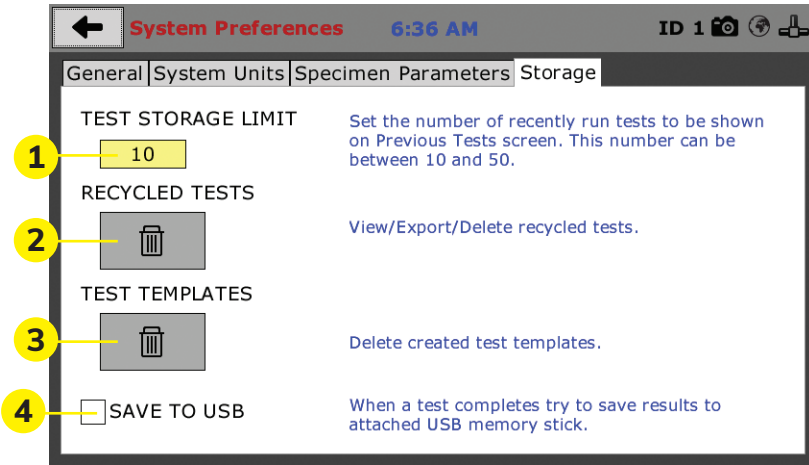 System Preferences 6:36 AM ID 1
General System Units Specimen Parameters Storage
TEST STORAGE LIMIT
Set the number of recently run tests to be shown
on Previous Tests screen. This number can be
between 10 and 50.
1
10
RECYCLED TESTS
2
View/Export/Delete recycled tests.
TEST TEMPLATES
3
Delete created test templates.
4
SAVE TO USB
When a test completes try to save results to
attached USB memory stick.